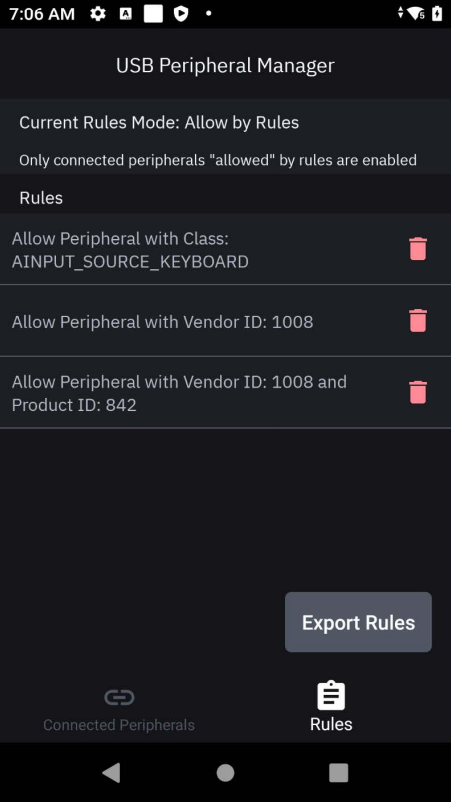 7:06 AM
USB Peripheral Manager
Current Rules Mode: Allow by Rules
Only connected peripherals "allowed" by rules are enabled
Rules
Allow Peripheral with Class:
AINPUT_SOURCE_KEYBOARD
Allow Peripheral with Vendor ID: 1008
Allow Peripheral with Vendor ID: 1008 and
Product ID: 842
Export Rules
Connected Peripherals
Rules